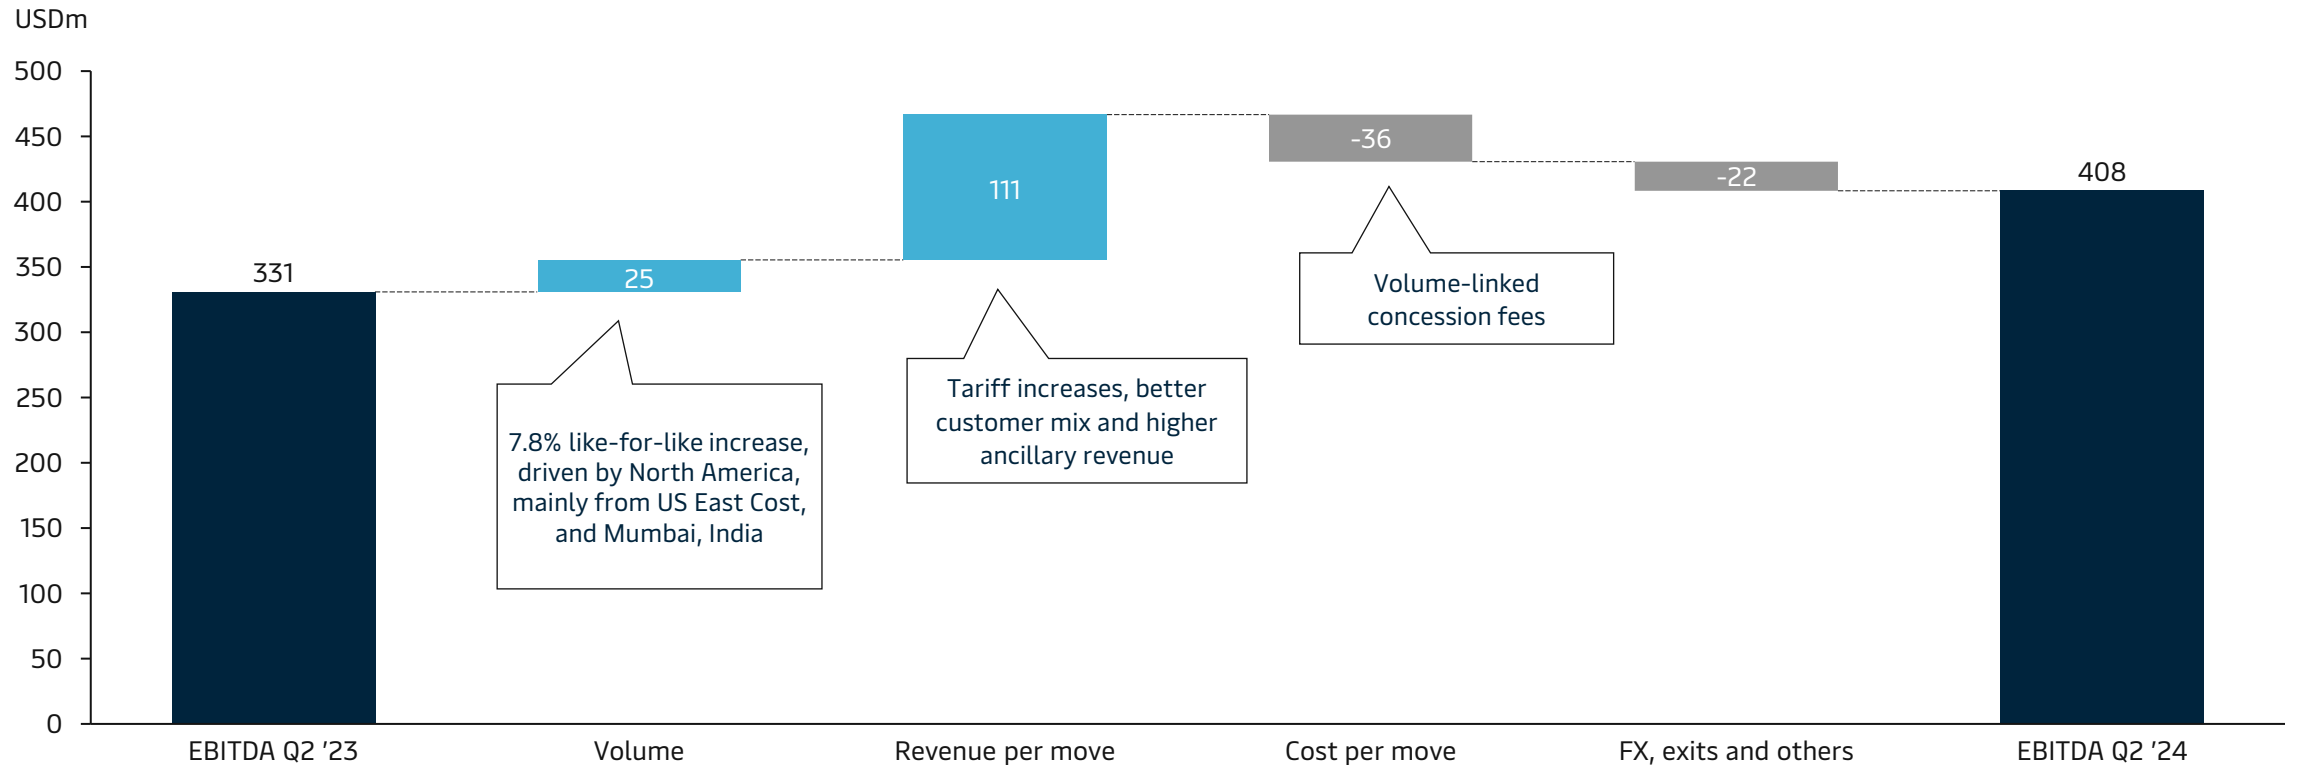 USDm
500
450
400
350
300
250
200
150
100
50
0
331
25
111
-36
-22
408
7.8% like-for-like increase,
driven by North America,
mainly from US East Cost,
and Mumbai, India
Tariff increases, better
customer mix and higher
ancillary revenue
Volume-linked
concession fees
EBITDA Q2 '23
Volume
Revenue per move
Cost per move
FX, exits and others
EBITDA Q2 '24